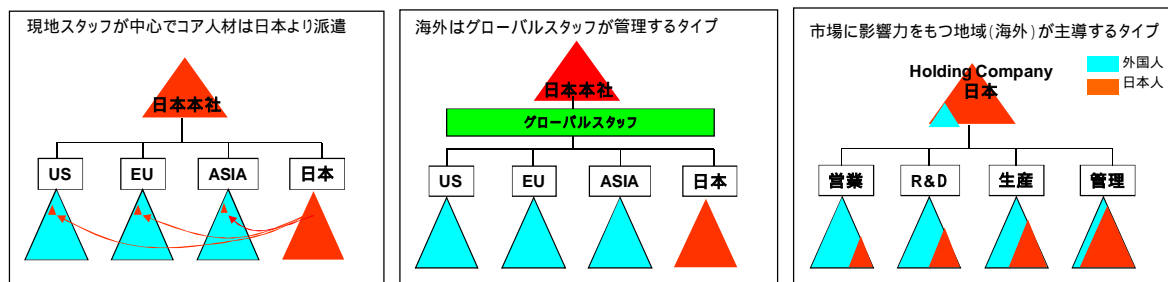 現地スタッフが中心でコア人材は日本より派遣
日本本社
US
EU
ASIA
日本
海外はグローバルスタッフが管理するタイプ
日本本社
グローバルスタッフ
US
EU
ASIA
日本
市場に影響力をもつ地域(海外)が主導するタイプ
外国人
日本人
Holding Company
日本
営業
R&D
生産
管理